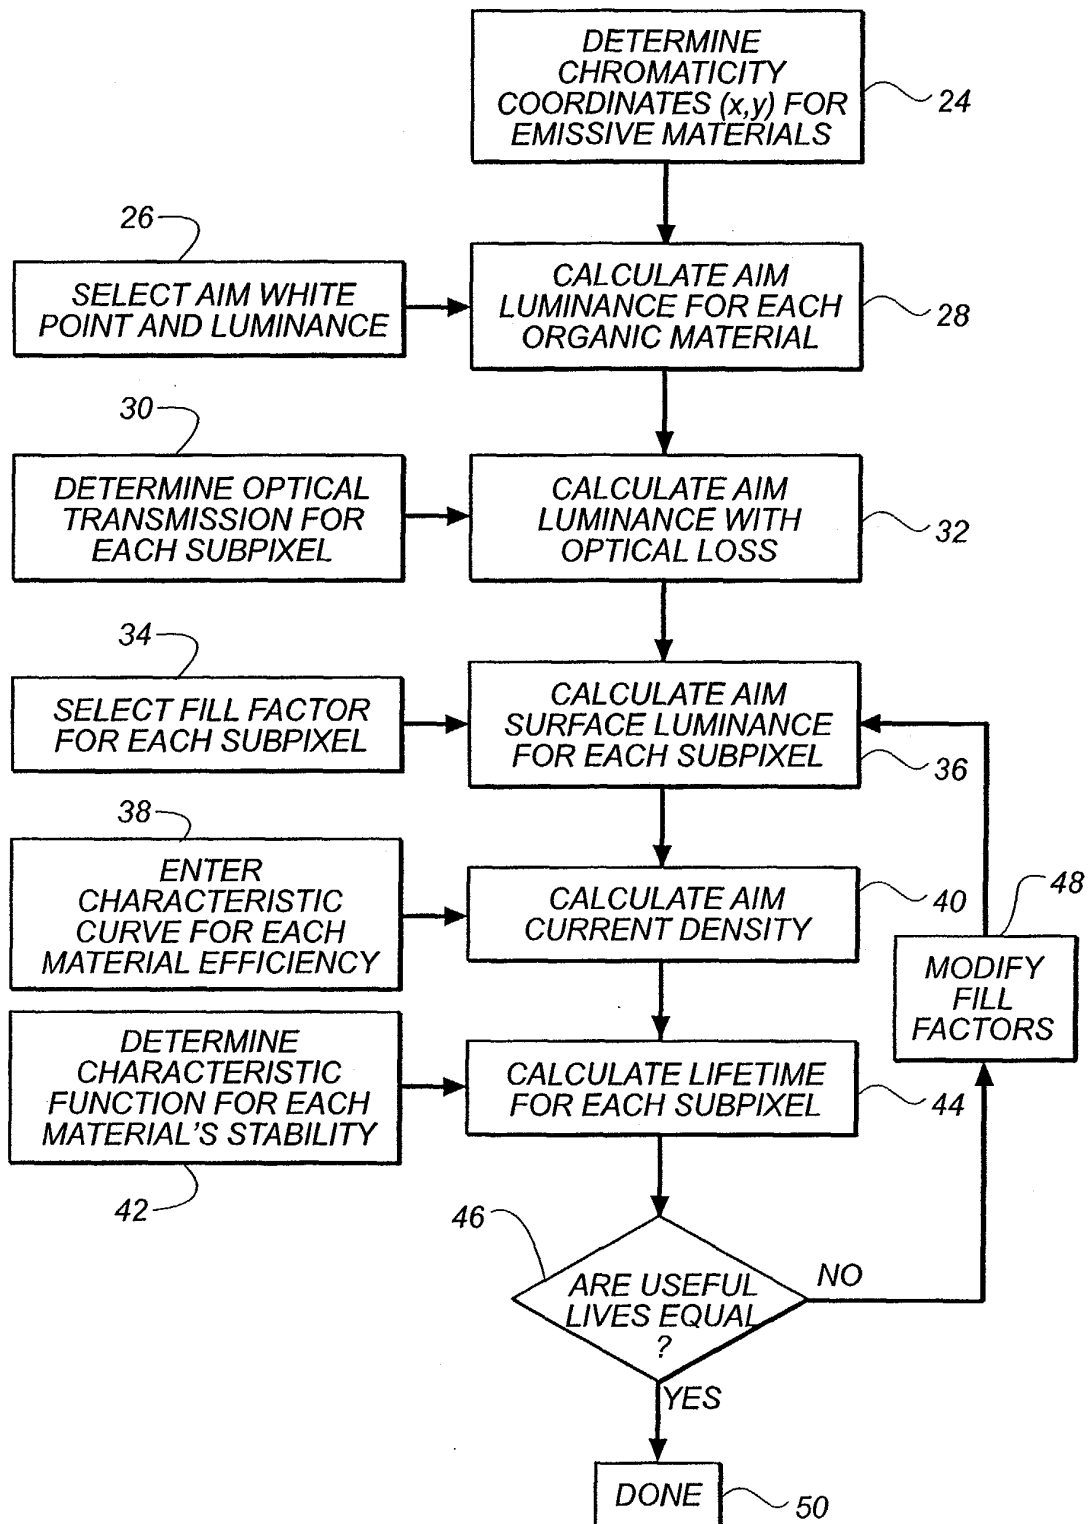 DETERMINE
CHROMATICITY
COORDINATES (x,y) FOR
EMISSIVE MATERIALS
24
26
SELECT AIM WHITE
POINT AND LUMINANCE
CALCULATE AIM
LUMINANCE FOR EACH
ORGANIC MATERIAL
28
30
DETERMINE OPTICAL
TRANSMISSION FOR
EACH SUBPIXEL
CALCULATE AIM
LUMINANCE WITH
OPTICAL LOSS
32
34
SELECT FILL FACTOR
FOR EACH SUBPIXEL
CALCULATE AIM
SURFACE LUMINANCE
FOR EACH SUBPIXEL
36
38
ENTER
CHARACTERISTIC
CURVE FOR EACH
MATERIAL EFFICIENCY
CALCULATE AIM
CURRENT DENSITY
40
48
MODIFY
FILL
FACTORS
DETERMINE
CHARACTERISTIC
FUNCTION FOR EACH
MATERIAL'S STABILITY
42
CALCULATE LIFETIME
FOR EACH SUBPIXEL
44
46
ARE USEFUL
LIVES EQUAL
?
NO
YES
DONE
50